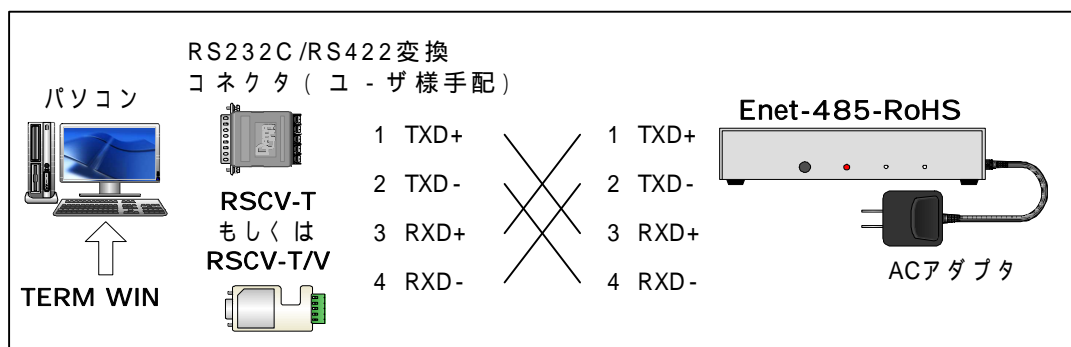 RS232C/RS422変換
コネクタ(ユ-ザ様手配)
パソコン
TERM WIN
RSCV-T
もしくは
RSCV-T/V
1 TXD+
2 TXD-
3 RXD+
4 RXD-
1 TXD+
2 TXD-
3 RXD+
4 RXD-
Enet-485-RoHS
ACアダプタ